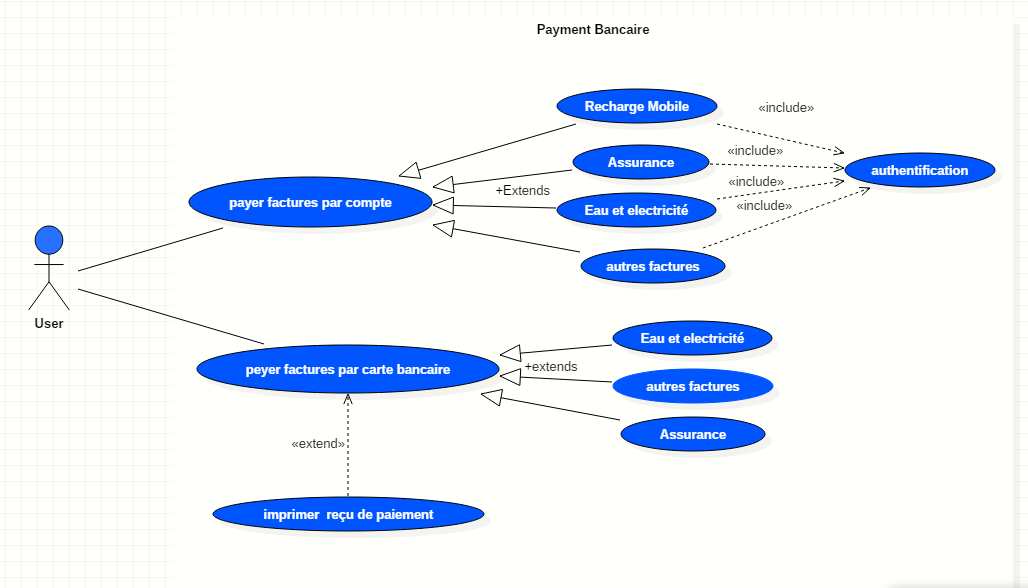 Payment Bancaire
Recharge Mobile
«include»
Assurance
«include»
authentification
+Extends
«include»
payer factures par compte
Eau et electricité
«include»
autres factures
User
Eau et electricité
peyer factures par carte bancaire
+extends
autres factures
Assurance
«extend»
imprimer reçu de paiement